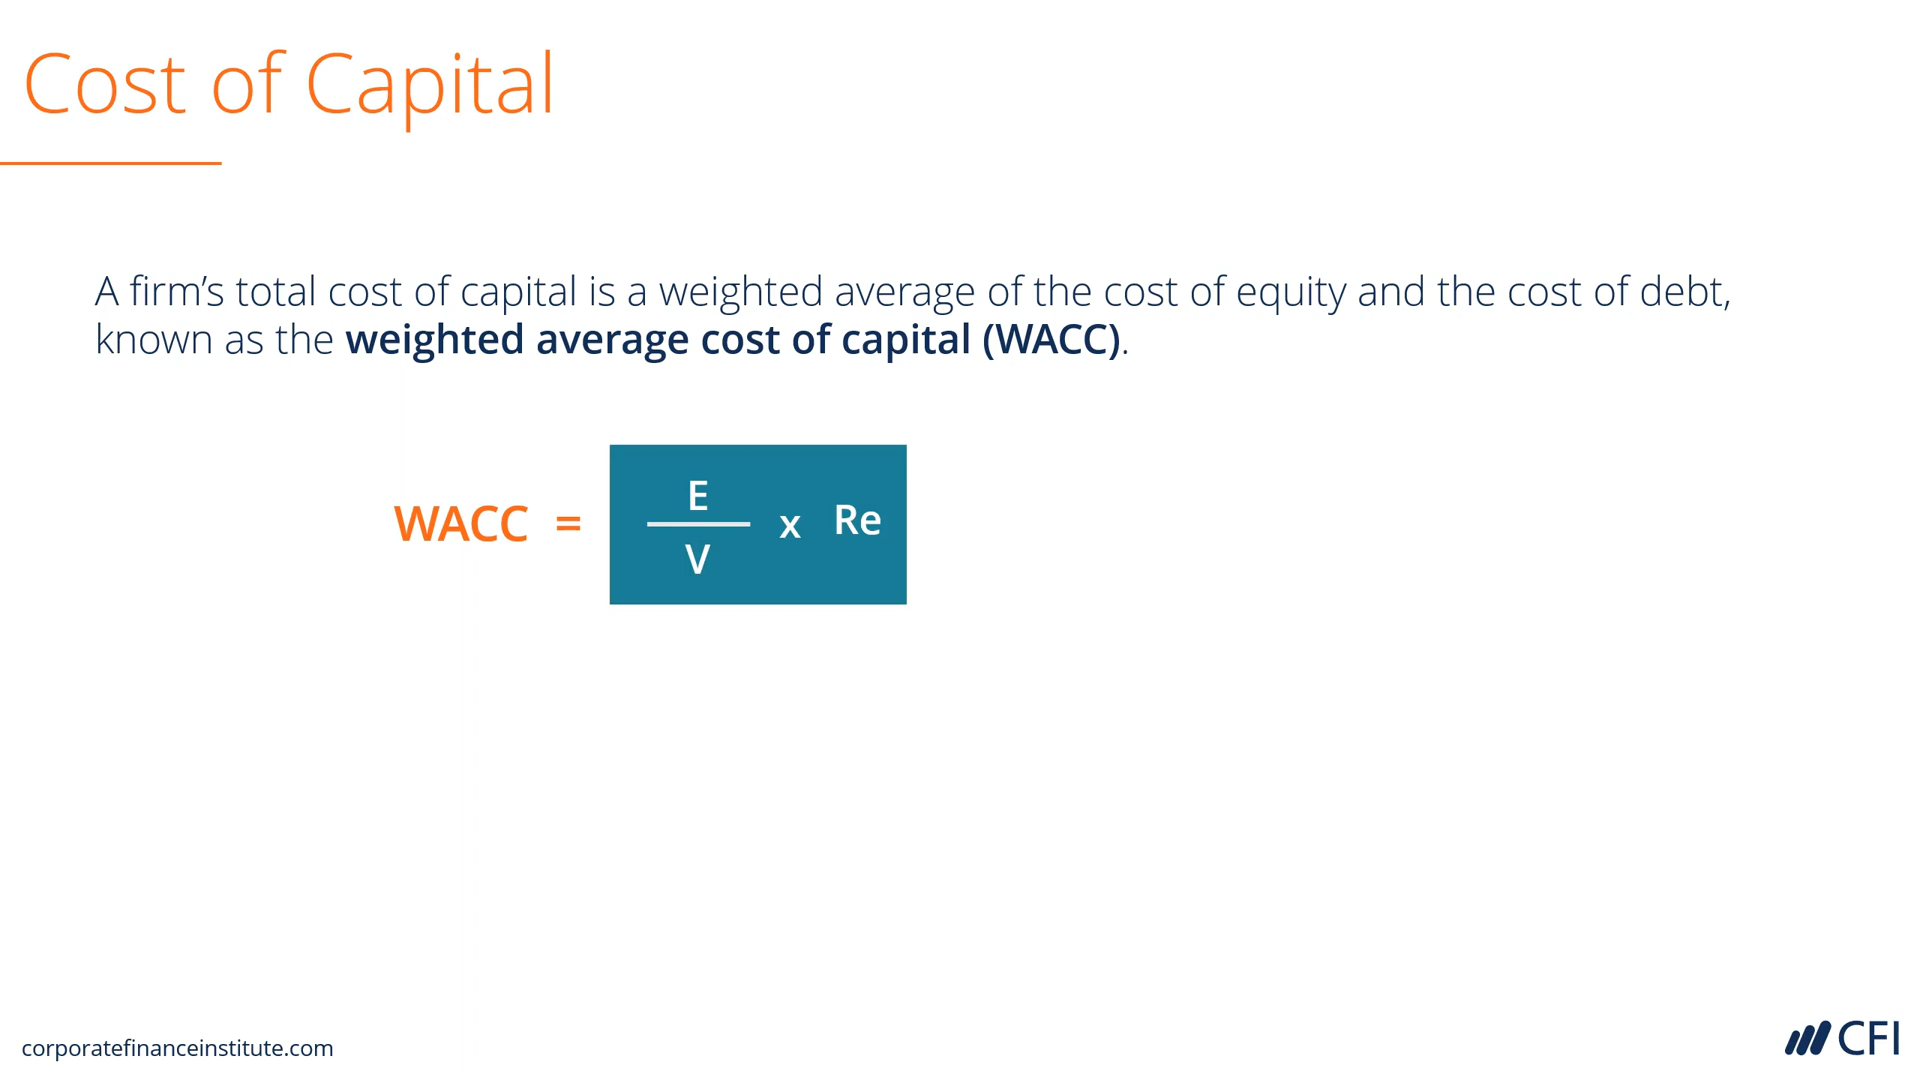 Cost of Capital
A firm’s total cost of capital is a weighted average of the cost of equity and the cost of debt,
known as the weighted average cost of capital (WACC).
WACC = E / V x Re
corporatefinanceinstitute.com
CFI